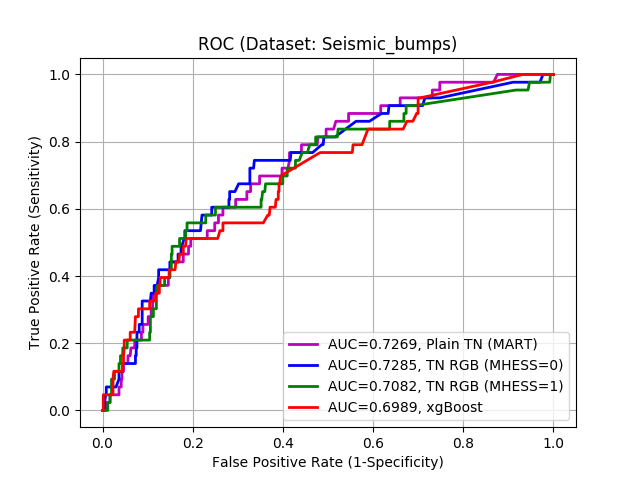 ROC (Dataset: Seismic_bumps)
True Positive Rate (Sensitivity)
1.0
0.8
0.6
0.4
0.2
0.0
AUC=0.7269, Plain TN (MART)
AUC=0.7285, TN RGB (MHESS=0)
AUC=0.7082, TN RGB (MHESS=1)
AUC=0.6989, xgBoost
0.0 0.2 0.4 0.6 0.8 1.0
False Positive Rate (1-Specificity)